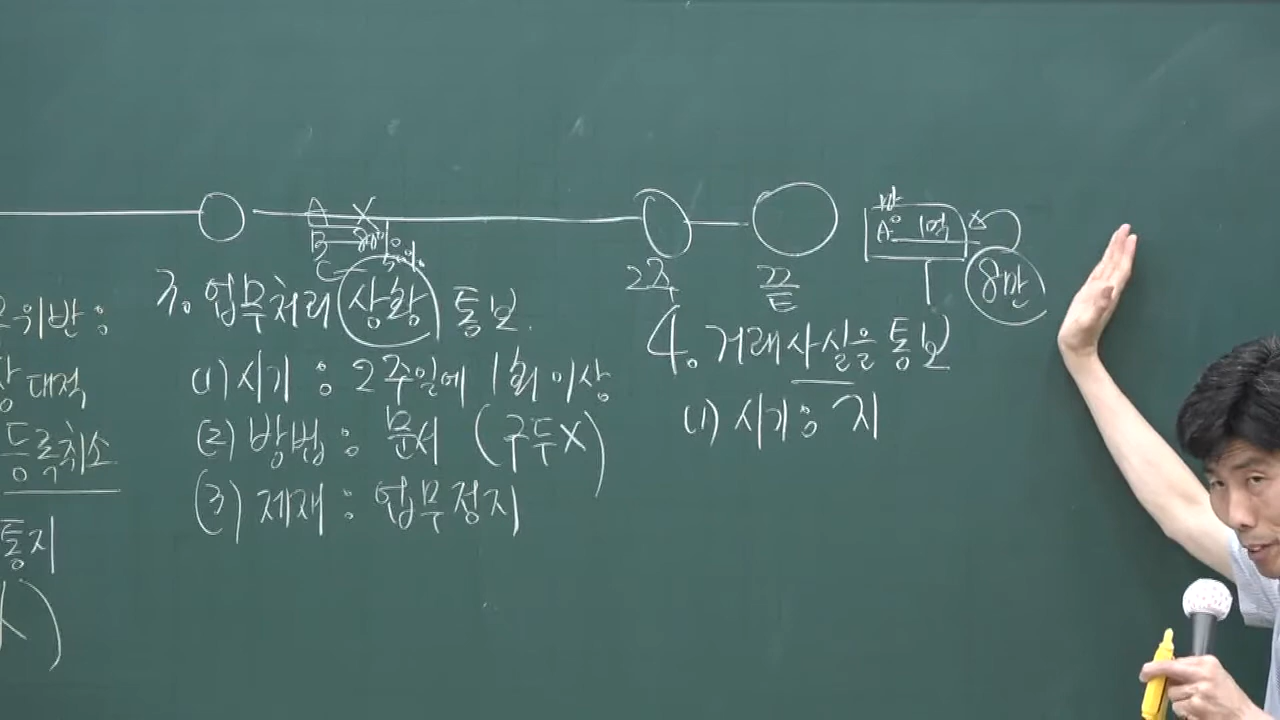 위반 :
대적
등록취소
통지
X)
A X
B 80%
C 50%
3. 업무처리 상황 통보.
(1) 시기 : 2주일에 1회 이상
(2) 방법 : 문서 (구두X)
(3) 제재 : 업무정지
2주
끝
E
A: 1억
8만
4. 거래사실을 통보
(1) 시기 : 지